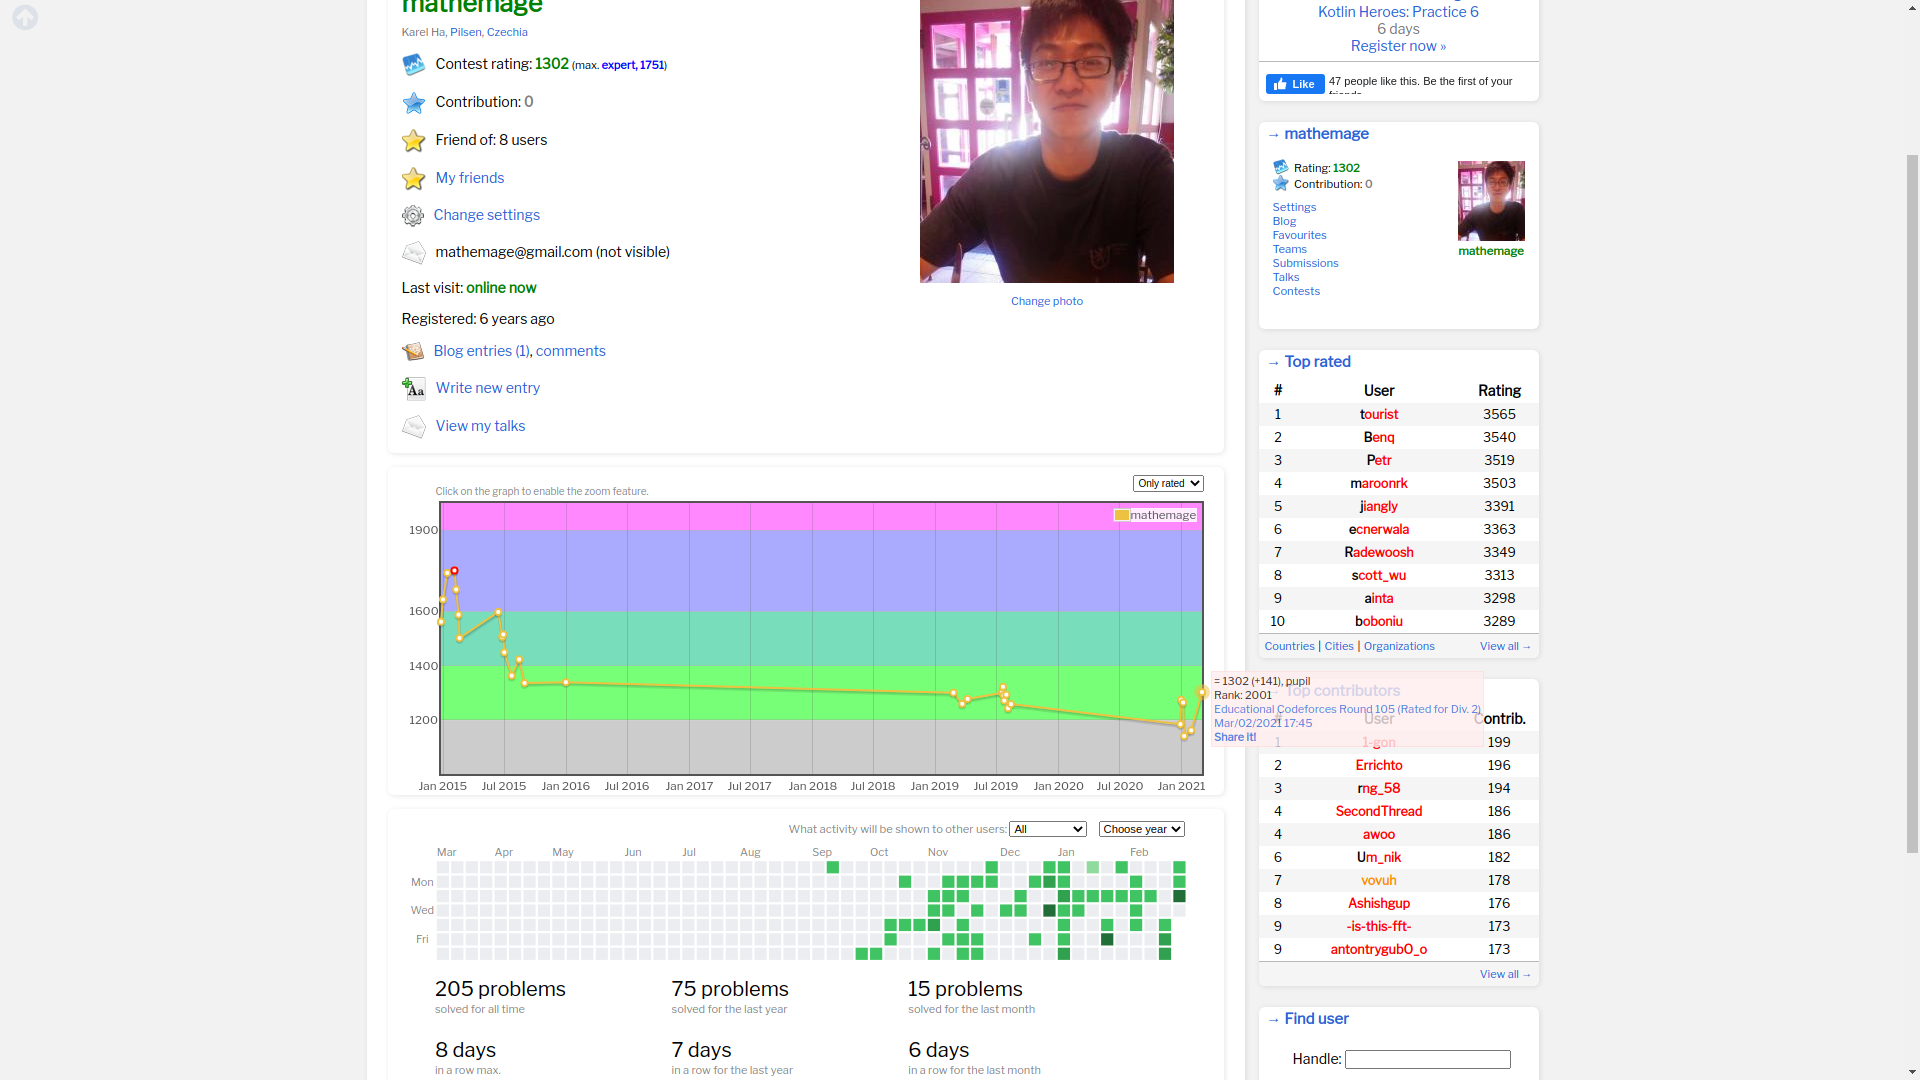 mathemage
Karel Ha, Pilsen, Czechia
Contest rating: 1302 (max. expert, 1751)
Contribution: 0
Friend of: 8 users
My friends
Change settings
mathemage@gmail.com (not visible)
Last visit: online now
Registered: 6 years ago
Blog entries (1), comments
Write new entry
View my talks
Change photo
Click on the graph to enable the zoom feature.
Only rated
mathemage
1900
1600
1400
1200
Jan 2015 Jul 2015 Jan 2016 Jul 2016 Jan 2017 Jul 2017 Jan 2018 Jul 2018 Jan 2019 Jul 2019 Jan 2020 Jul 2020 Jan 2021
= 1302 (+141), pupil
Rank: 2001
Educational Codeforces Round 105 (Rated for Div. 2)
Mar/02/2021 17:45
Share it!
What activity will be shown to other users: All Choose year
Mar Apr May Jun Jul Aug Sep Oct Nov Dec Jan Feb
Mon
Wed
Fri
205 problems
solved for all time
75 problems
solved for the last year
15 problems
solved for the last month
8 days
in a row max.
7 days
in a row for the last year
6 days
in a row for the last month
Kotlin Heroes: Practice 6
6 days
Register now »
Like 47 people like this. Be the first of your
→ mathemage
Rating: 1302
Contribution: 0
Settings
Blog
Favourites
Teams
Submissions
Talks
Contests
mathemage
→ Top rated
# User Rating
1 tourist 3565
2 Benq 3540
3 Petr 3519
4 maroonrk 3503
5 jiangly 3391
6 ecnerwala 3363
7 Radewoosh 3349
8 scott_wu 3313
9 ainta 3298
10 boboniu 3289
Countries | Cities | Organizations View all →
→ Top contributors
# User Contrib.
1 1-gon 199
2 Errichto 196
3 rng_58 194
4 SecondThread 186
4 awoo 186
6 Um_nik 182
7 vovuh 178
8 Ashishgup 176
9 -is-this-fft- 173
9 antontrygubO_o 173
View all →
→ Find user
Handle: